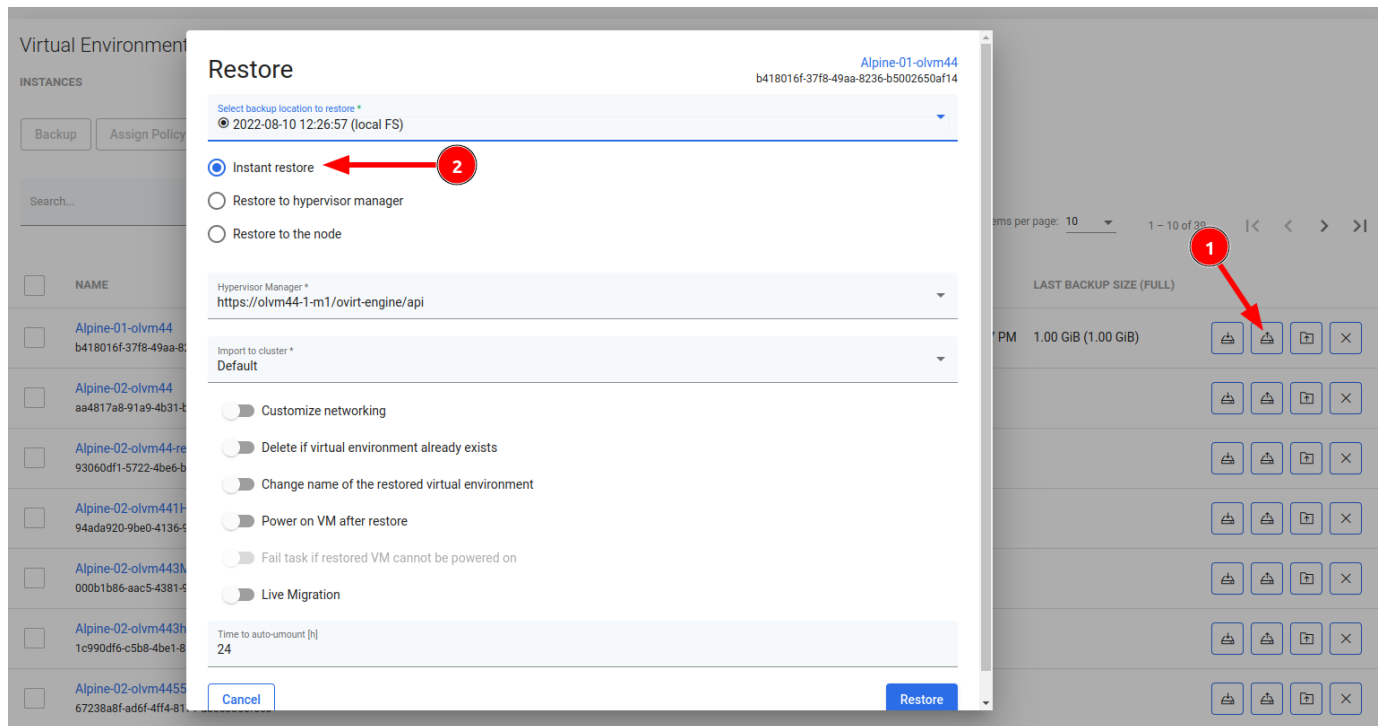 Virtual Environment
INSTANCES
Backup
Assign Policy
Search...
ems per page: 10
1 – 10 of 39
1
NAME
LAST BACKUP SIZE (FULL)
Alpine-01-olvm44
b418016f-37f8-49aa-82
PM 1.00 GiB (1.00 GiB)
Alpine-02-olvm44
aa4817a8-91a9-4b31-b
Alpine-02-olvm44-re
93060df1-5722-4be6-b
Alpine-02-olvm441H
94ada920-9be0-4136-9
Alpine-02-olvm443M
000b1b86-aac5-4381-9
Alpine-02-olvm443h
1c990df6-c5b8-4be1-8
Alpine-02-olvm4455
67238a8f-ad6f-4ff4-81
Restore
Alpine-01-olvm44
b418016f-37f8-49aa-8236-b5002650af14
Select backup location to restore *
2022-08-10 12:26:57 (local FS)
Instant restore
2
Restore to hypervisor manager
Restore to the node
Hypervisor Manager *
https://olvm44-1-m1/ovirt-engine/api
Import to cluster *
Default
Customize networking
Delete if virtual environment already exists
Change name of the restored virtual environment
Power on VM after restore
Fail task if restored VM cannot be powered on
Live Migration
Time to auto-umount [h]
24
Cancel
Restore